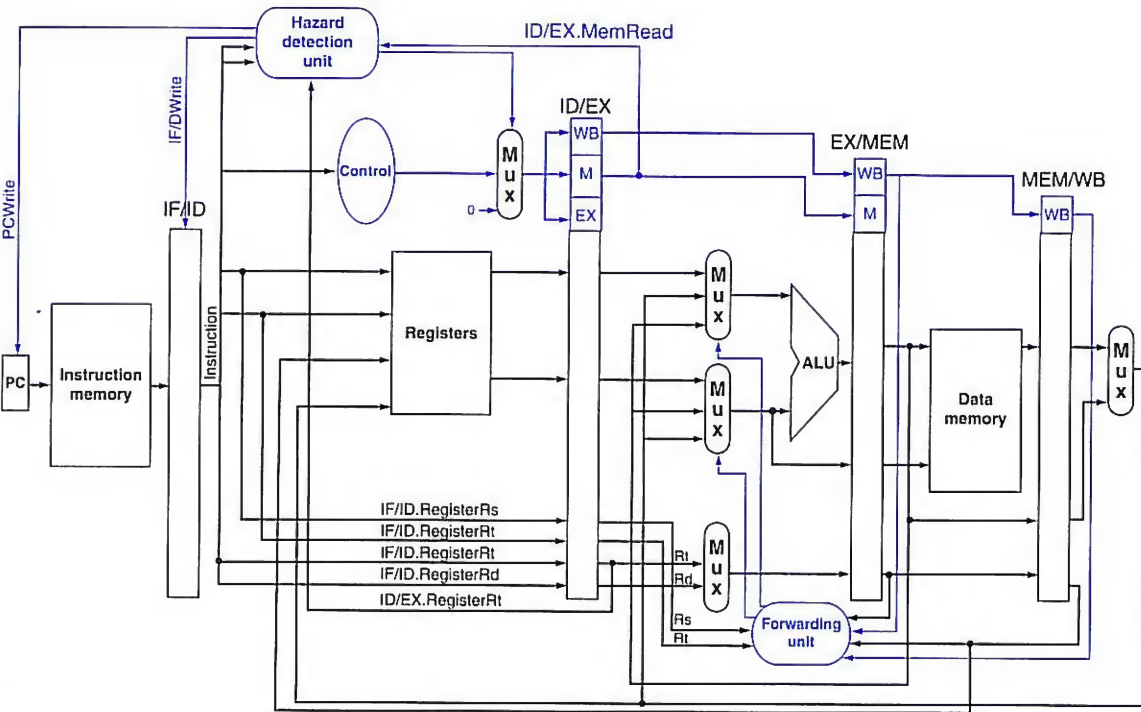 Hazard
detection
unit
ID/EX.MemRead
ID/EX
IF/DWrite
PCWrite
Control
M
u
x
0
WB
M
EX
EX/MEM
WB
M
MEM/WB
WB
IF/ID
PC
Instruction
memory
Instruction
Registers
M
u
x
M
u
x
ALU
Data
memory
M
u
x
IF/ID.RegisterRs
IF/ID.RegisterRt
IF/ID.RegisterRt
IF/ID.RegisterRd
ID/EX.RegisterRt
Rt
Rd
M
u
x
Rs
Rt
Forwarding
unit